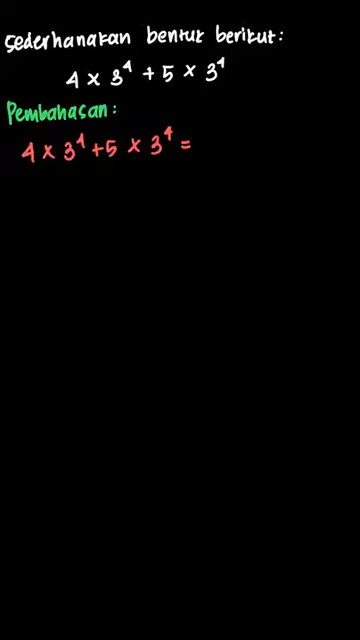 Sederhanakan bentuk berikut:
4 × 3⁴ + 5 × 3⁴
Pembahasan:
4 × 3⁴ + 5 × 3⁴ =